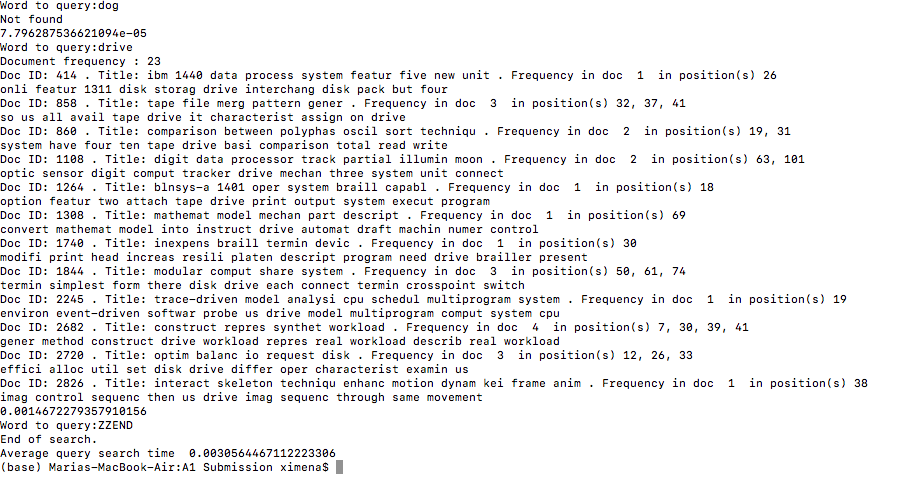 Word to query:dog
Not found
7.796287536621094e-05
Word to query:drive
Document frequency : 23
Doc ID: 414 . Title: ibm 1440 data process system featur five new unit . Frequency in doc  1  in position(s) 26
onli featur 1311 disk storag drive interchang disk pack but four
Doc ID: 858 . Title: tape file merg pattern gener . Frequency in doc  3  in position(s) 32, 37, 41
so us all avail tape drive it characterist assign on drive
Doc ID: 860 . Title: comparison between polyphas oscil sort techniqu . Frequency in doc  2  in position(s) 19, 31
system have four ten tape drive basi comparison total read write
Doc ID: 1108 . Title: digit data processor track partial illumin moon . Frequency in doc  2  in position(s) 63, 101
optic sensor digit comput tracker drive mechan three system unit connect
Doc ID: 1264 . Title: blnsys-a 1401 oper system braill capabl . Frequency in doc  1  in position(s) 18
option featur two attach tape drive print output system execut program
Doc ID: 1308 . Title: mathemat model mechan part descript . Frequency in doc  1  in position(s) 69
convert mathemat model into instruct drive automat draft machin numer control
Doc ID: 1740 . Title: inexpens braill termin devic . Frequency in doc  1  in position(s) 30
modifi print head increas resili platen descript program need drive brailler present
Doc ID: 1844 . Title: modular comput share system . Frequency in doc  3  in position(s) 50, 61, 74
termin simplest form there disk drive each connect termin crosspoint switch
Doc ID: 2245 . Title: trace-driven model analysi cpu schedul multiprogram system . Frequency in doc  1  in position(s) 19
environ event-driven softwar probe us drive model multiprogram comput system cpu
Doc ID: 2682 . Title: construct repres synthet workload . Frequency in doc  4  in position(s) 7, 30, 39, 41
gener method construct drive workload repres real workload describ real workload
Doc ID: 2720 . Title: optim balanc io request disk . Frequency in doc  3  in position(s) 12, 26, 33
effici alloc util set disk drive differ oper characterist examin us
Doc ID: 2826 . Title: interact skeleton techniqu enhanc motion dynam kei frame anim . Frequency in doc  1  in position(s) 38
imag control sequenc then us drive imag sequenc through same movement
0.0014672279357910156
Word to query:ZZEND
End of search.
Average query search time  0.0030564467112223306
(base) Marias-MacBook-Air:A1 Submission ximena$